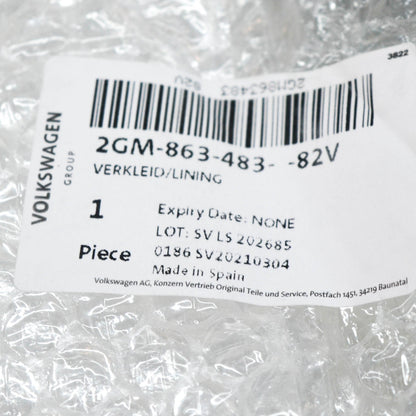 3822
2GM863483
82V
VOLKSWAGEN
GROUP
2GM-863-483- -82V
VERKLEID/LINING
1
Piece
Expiry Date: NONE
LOT: SV LS 202685
0186 SV20210304
Made in Spain
Volkswagen AG, Konzern Vertrieb Original Teile und Service, Postfach 1451, 34219 Baunatal